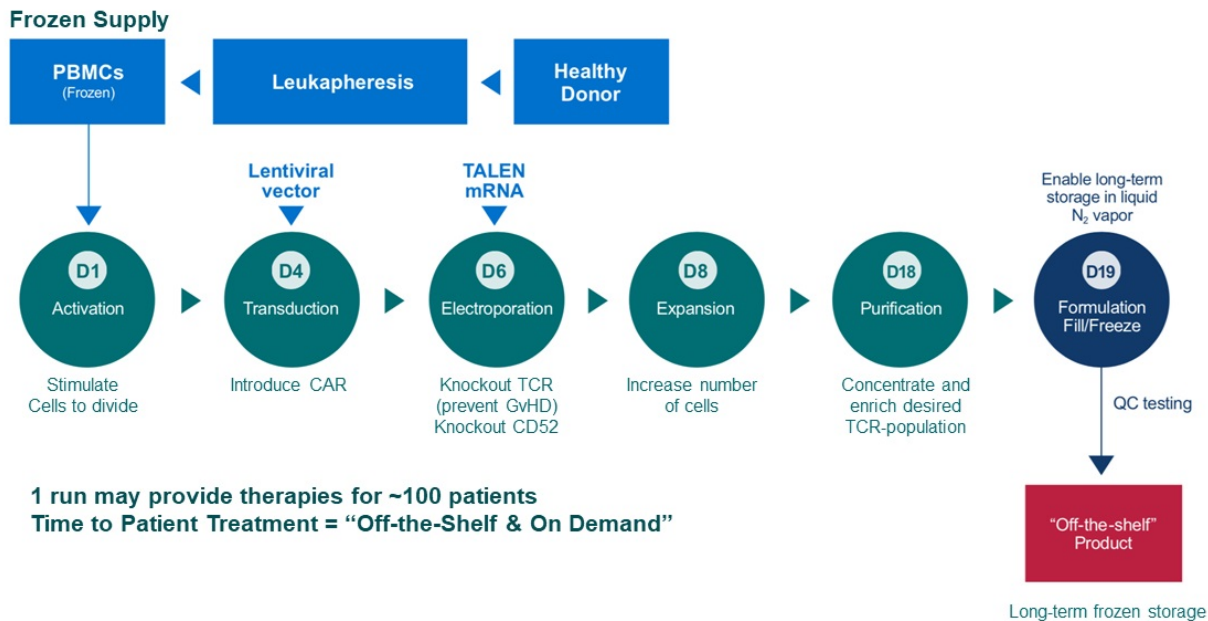 Frozen Supply
PBMCs
(Frozen)
Leukapheresis
Healthy
Donor
Lentiviral
vector
TALEN
mRNA
Enable long-term
storage in liquid
N₂ vapor
D1
Activation
D4
Transduction
D6
Electroporation
D8
Expansion
D18
Purification
D19
Formulation
Fill/Freeze
Stimulate
Cells to divide
Introduce CAR
Knockout TCR
(prevent GvHD)
Knockout CD52
Increase number
of cells
Concentrate and
enrich desired
TCR-population
QC testing
1 run may provide therapies for ~100 patients
Time to Patient Treatment = “Off-the-Shelf & On Demand”
“Off-the-shelf”
Product
Long-term frozen storage